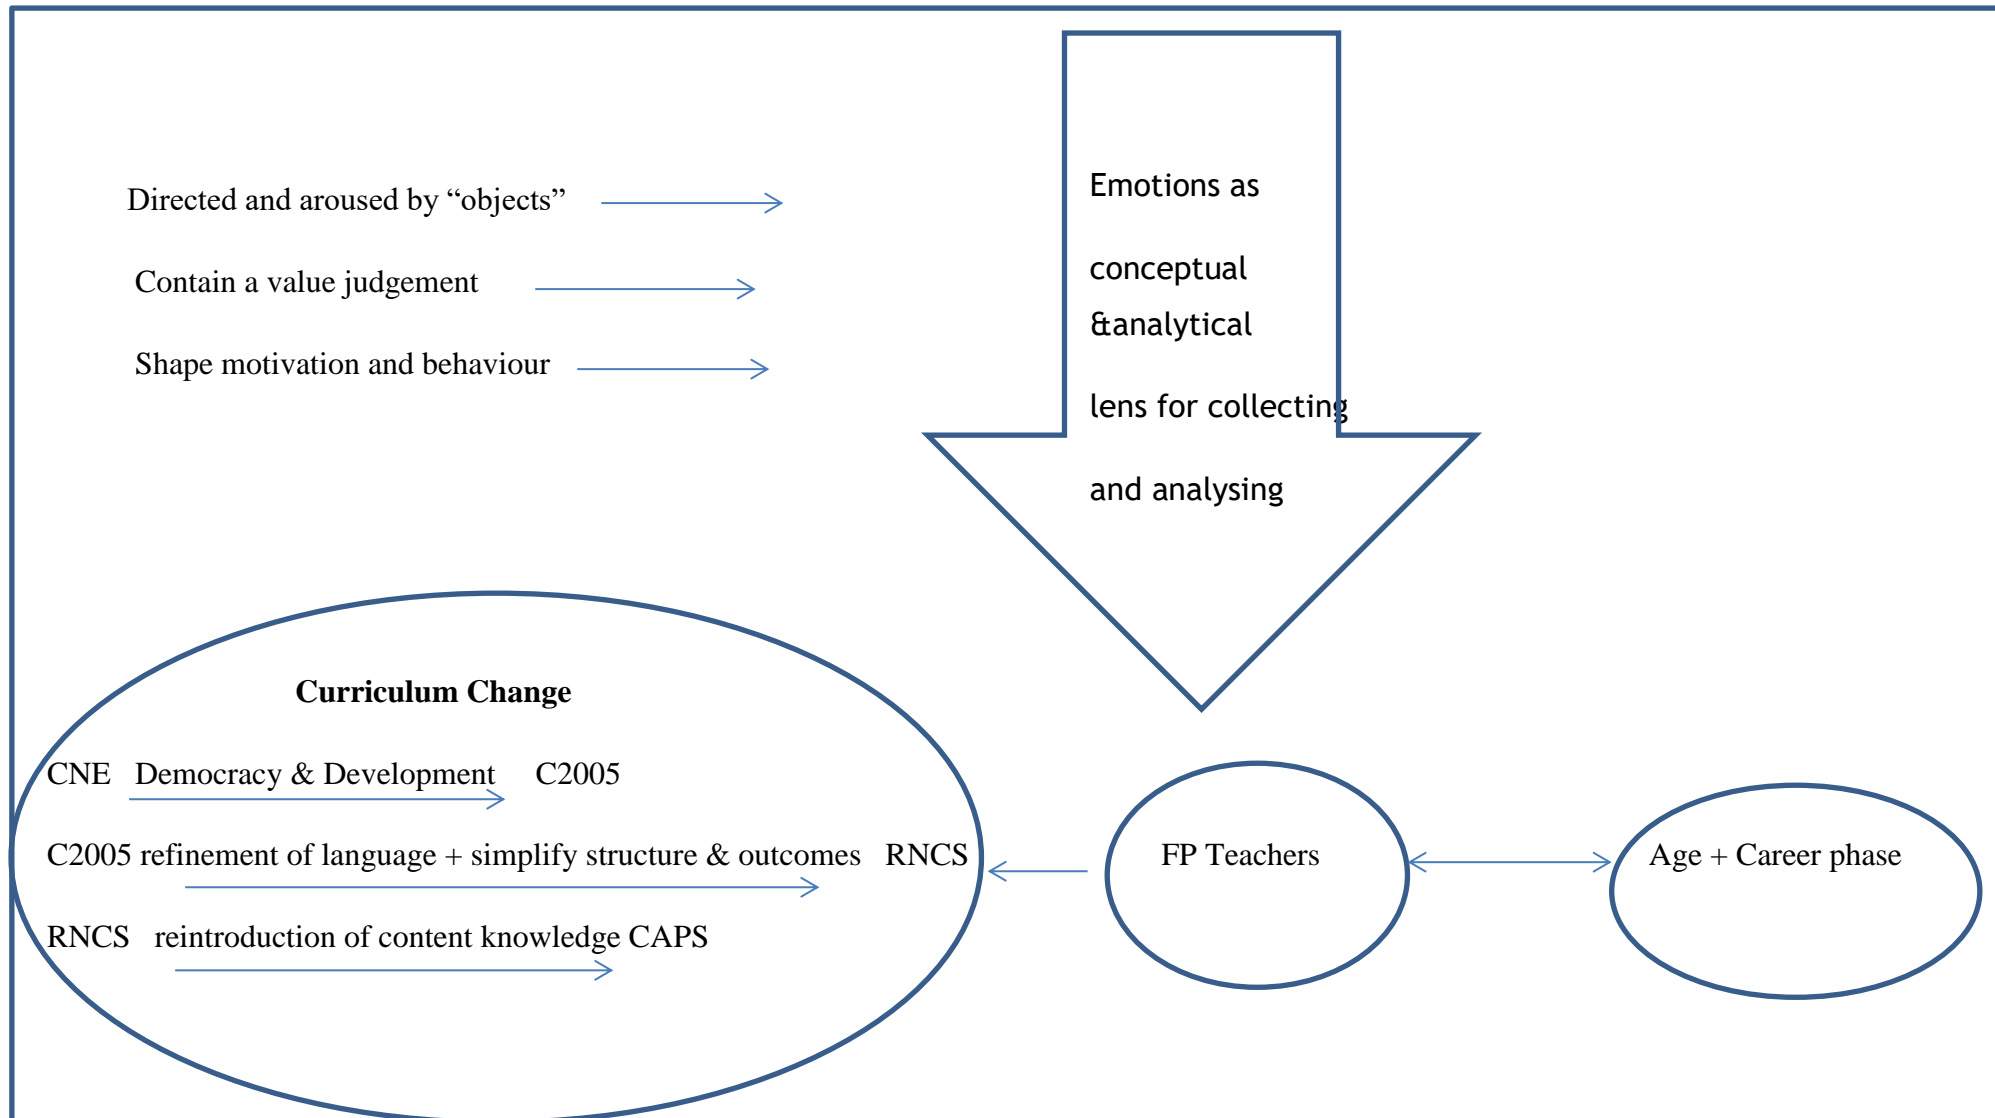 Directed and aroused by “objects”
Contain a value judgement
Shape motivation and behaviour
Emotions as
conceptual
&analytical
lens for collecting
and analysing
Curriculum Change
CNE Democracy & Development C2005
C2005 refinement of language + simplify structure & outcomes RNCS
RNCS reintroduction of content knowledge CAPS
FP Teachers
Age + Career phase